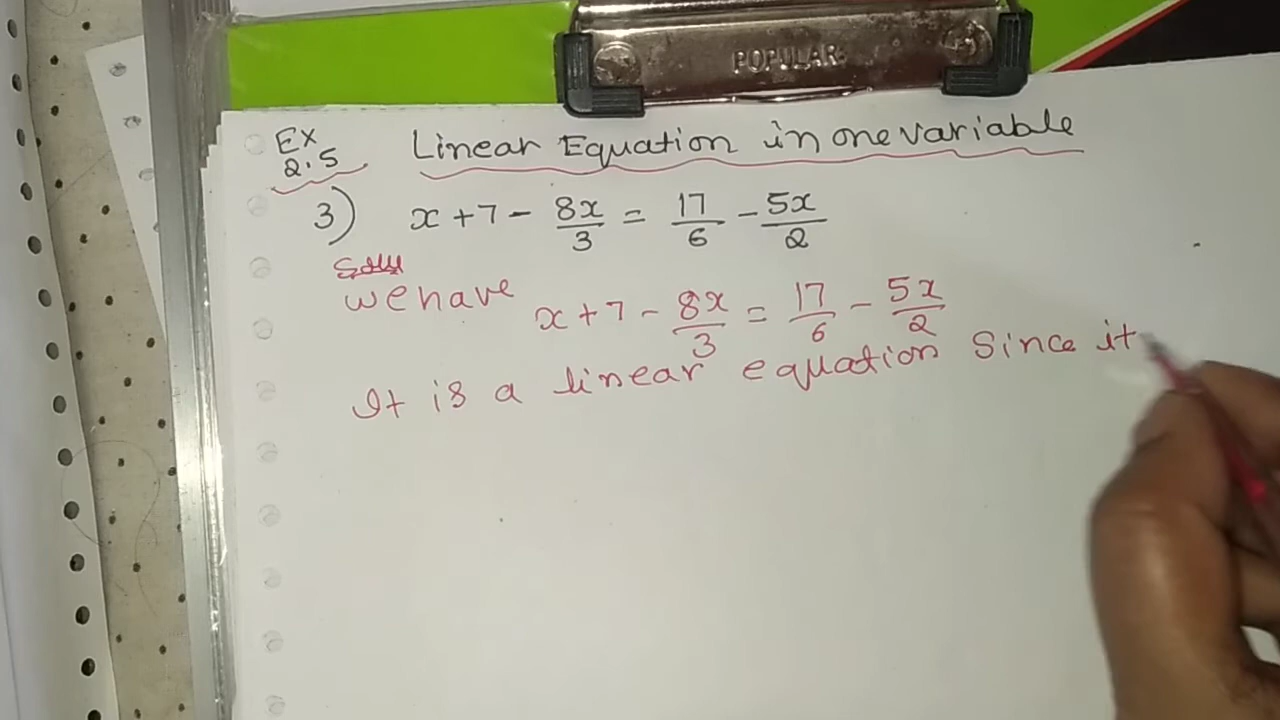 POPULAR
Ex
2.5
Linear Equation in one variable
3) x + 7 - 8x/3 = 17/6 - 5x/2
Soln
we have x + 7 - 8x/3 = 17/6 - 5x/2
It is a linear equation Since it